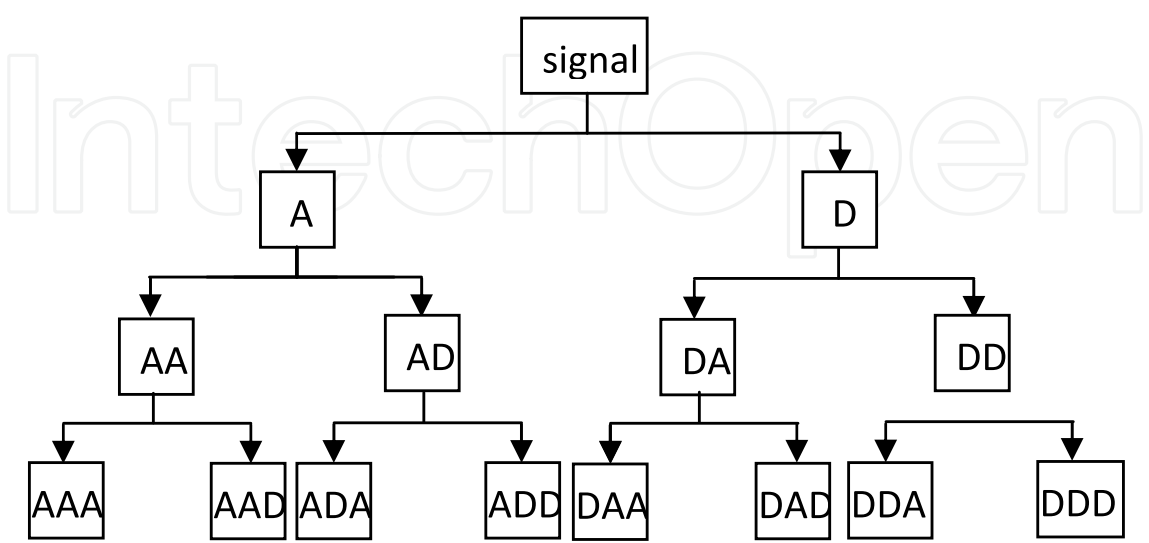 IntechOpen
signal
A
D
AA
AD
DA
DD
AAA
AAD
ADA
ADD
DAA
DAD
DDA
DDD